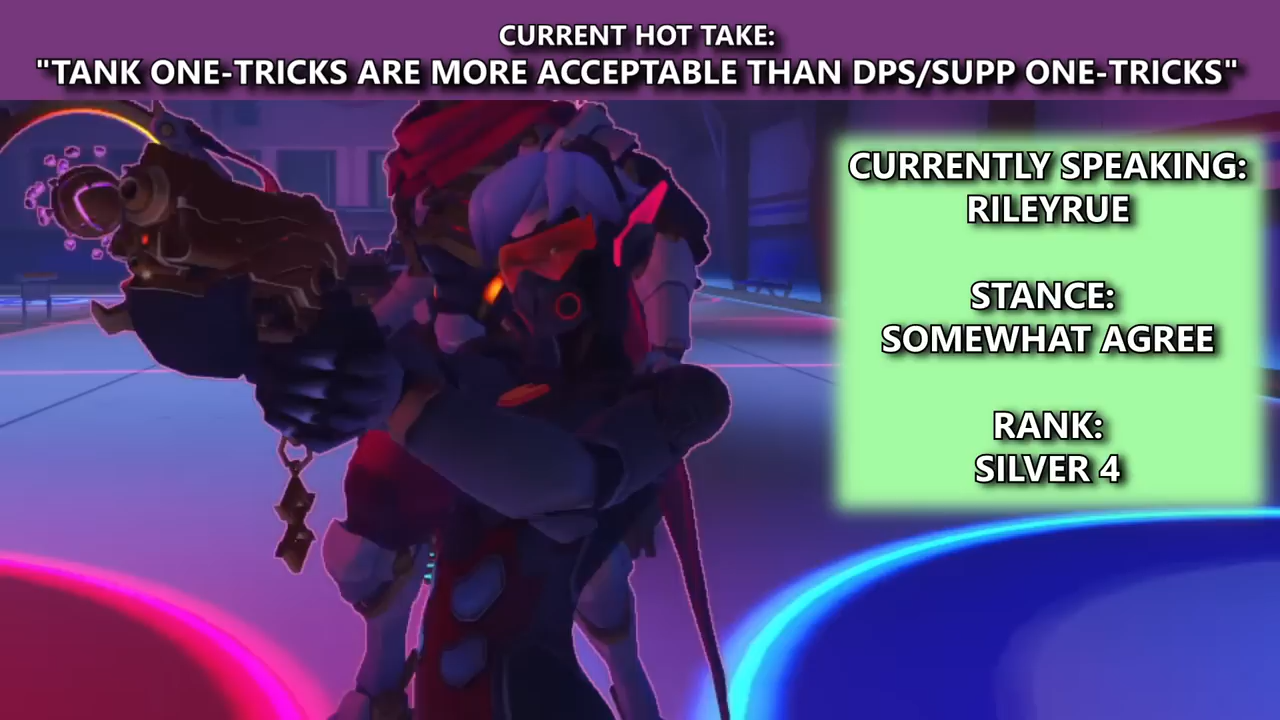 CURRENT HOT TAKE:
"TANK ONE-TRICKS ARE MORE ACCEPTABLE THAN DPS/SUPP ONE-TRICKS"
CURRENTLY SPEAKING:
RILEYRUE
STANCE:
SOMEWHAT AGREE
RANK:
SILVER 4